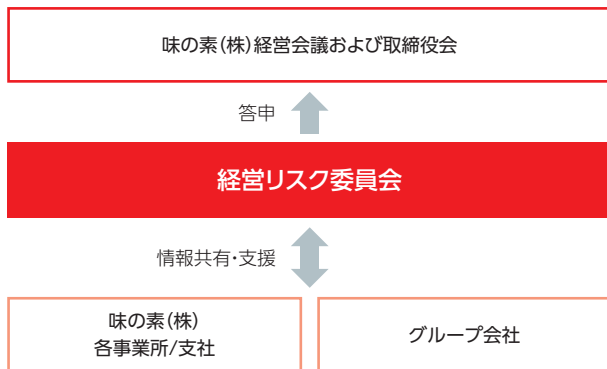 味の素(株)経営会議および取締役会
答申
経営リスク委員会
情報共有・支援
味の素(株)
各事業所/支社
グループ会社